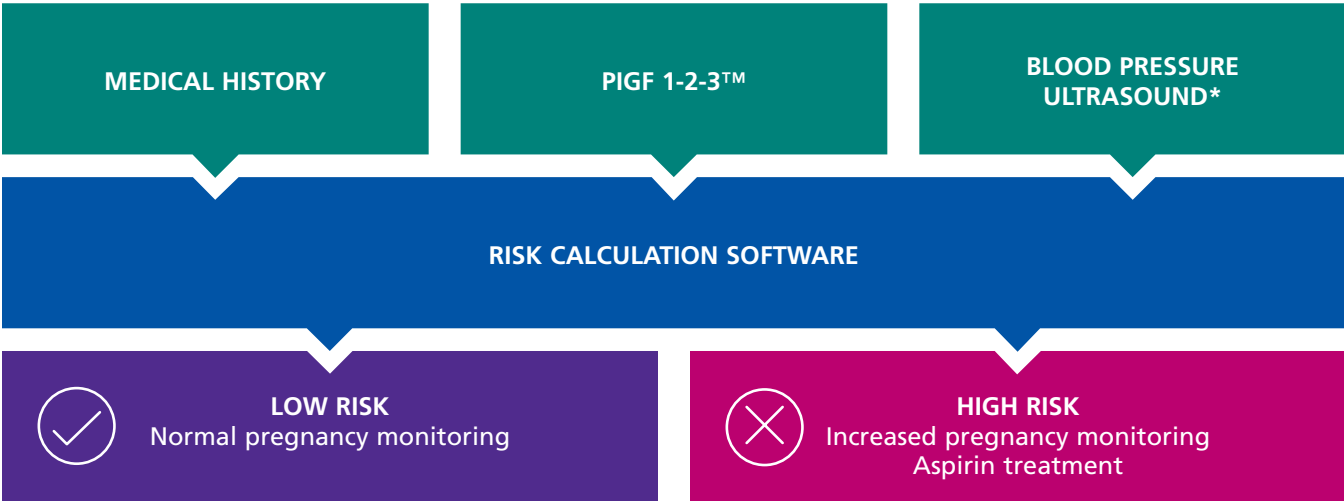 MEDICAL HISTORY
PlGF 1-2-3™
BLOOD PRESSURE
ULTRASOUND*
RISK CALCULATION SOFTWARE
LOW RISK
Normal pregnancy monitoring
HIGH RISK
Increased pregnancy monitoring
Aspirin treatment